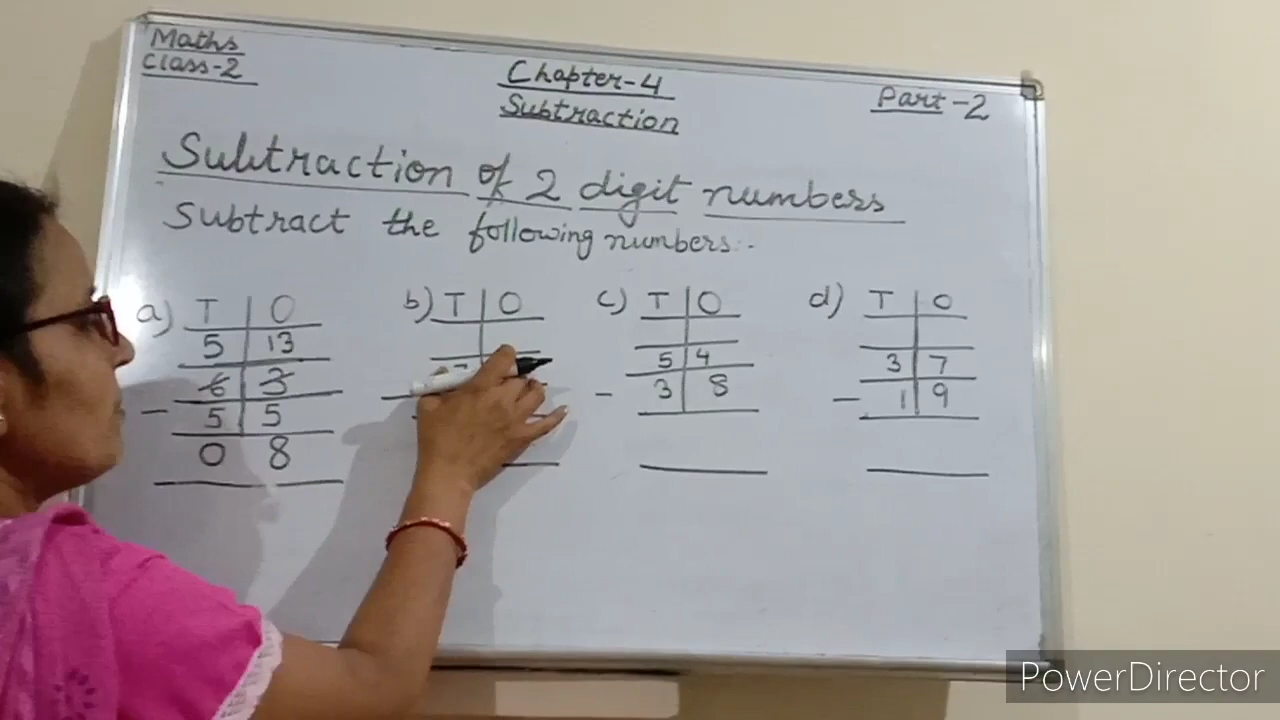 Maths
Class-2
Chapter-4
Subtraction
Part-2
Subtraction of 2 digit numbers
Subtract the following numbers:-
a) T O
5 13
6 3
- 5 5
0 8
b) T O
-
c) T O
5 4
- 3 8
d) T O
3 7
- 1 9
PowerDirector